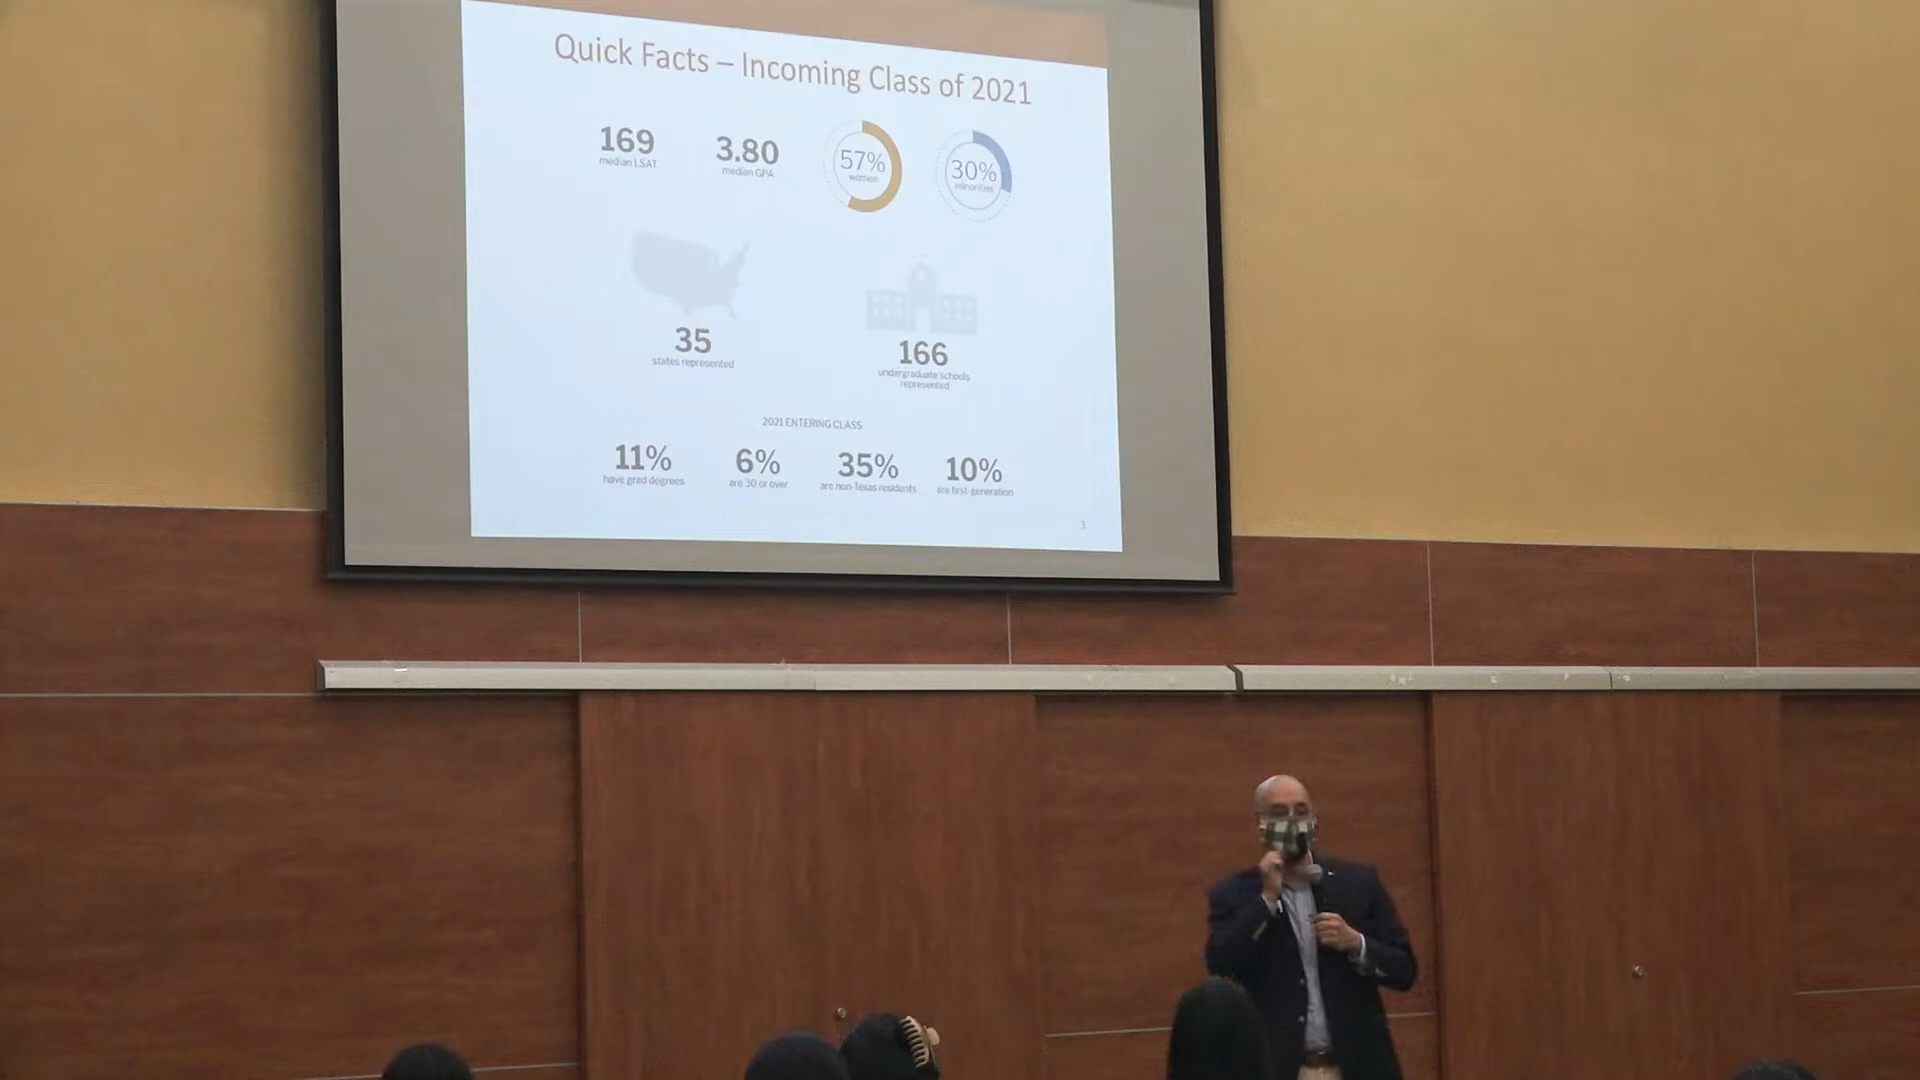 Quick Facts – Incoming Class of 2021
169
median LSAT
3.80
median GPA
57%
women
30%
minorities
35
states represented
166
undergraduate schools
represented
2021 ENTERING CLASS
11%
have grad degrees
6%
are 30 or over
35%
are non-Texas residents
10%
are first-generation
3